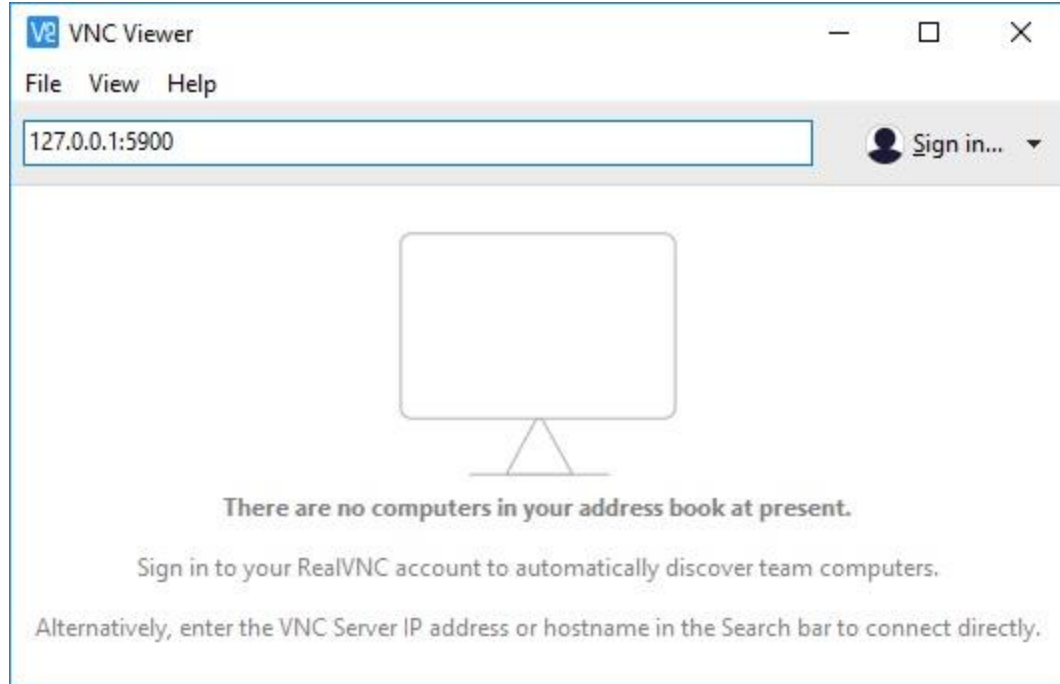 VNC Viewer
File View Help
127.0.0.1:5900
Sign in...
There are no computers in your address book at present.
Sign in to your RealVNC account to automatically discover team computers.
Alternatively, enter the VNC Server IP address or hostname in the Search bar to connect directly.